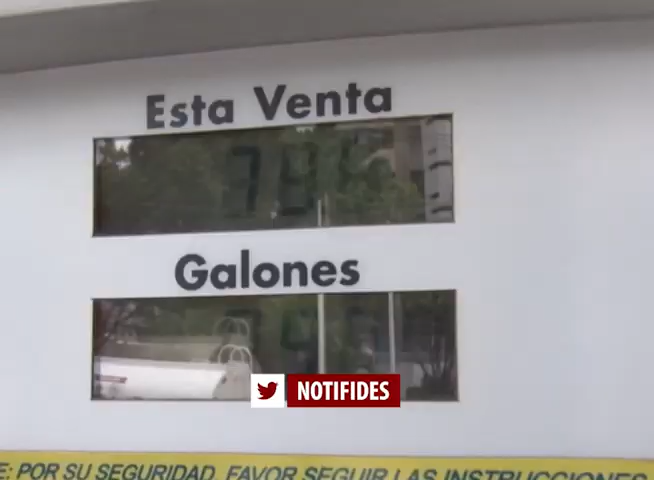 Esta Venta
Galones
NOTIFIDES
E: POR SU SEGURIDAD, FAVOR SEGUIR LAS INSTRUCCIONES